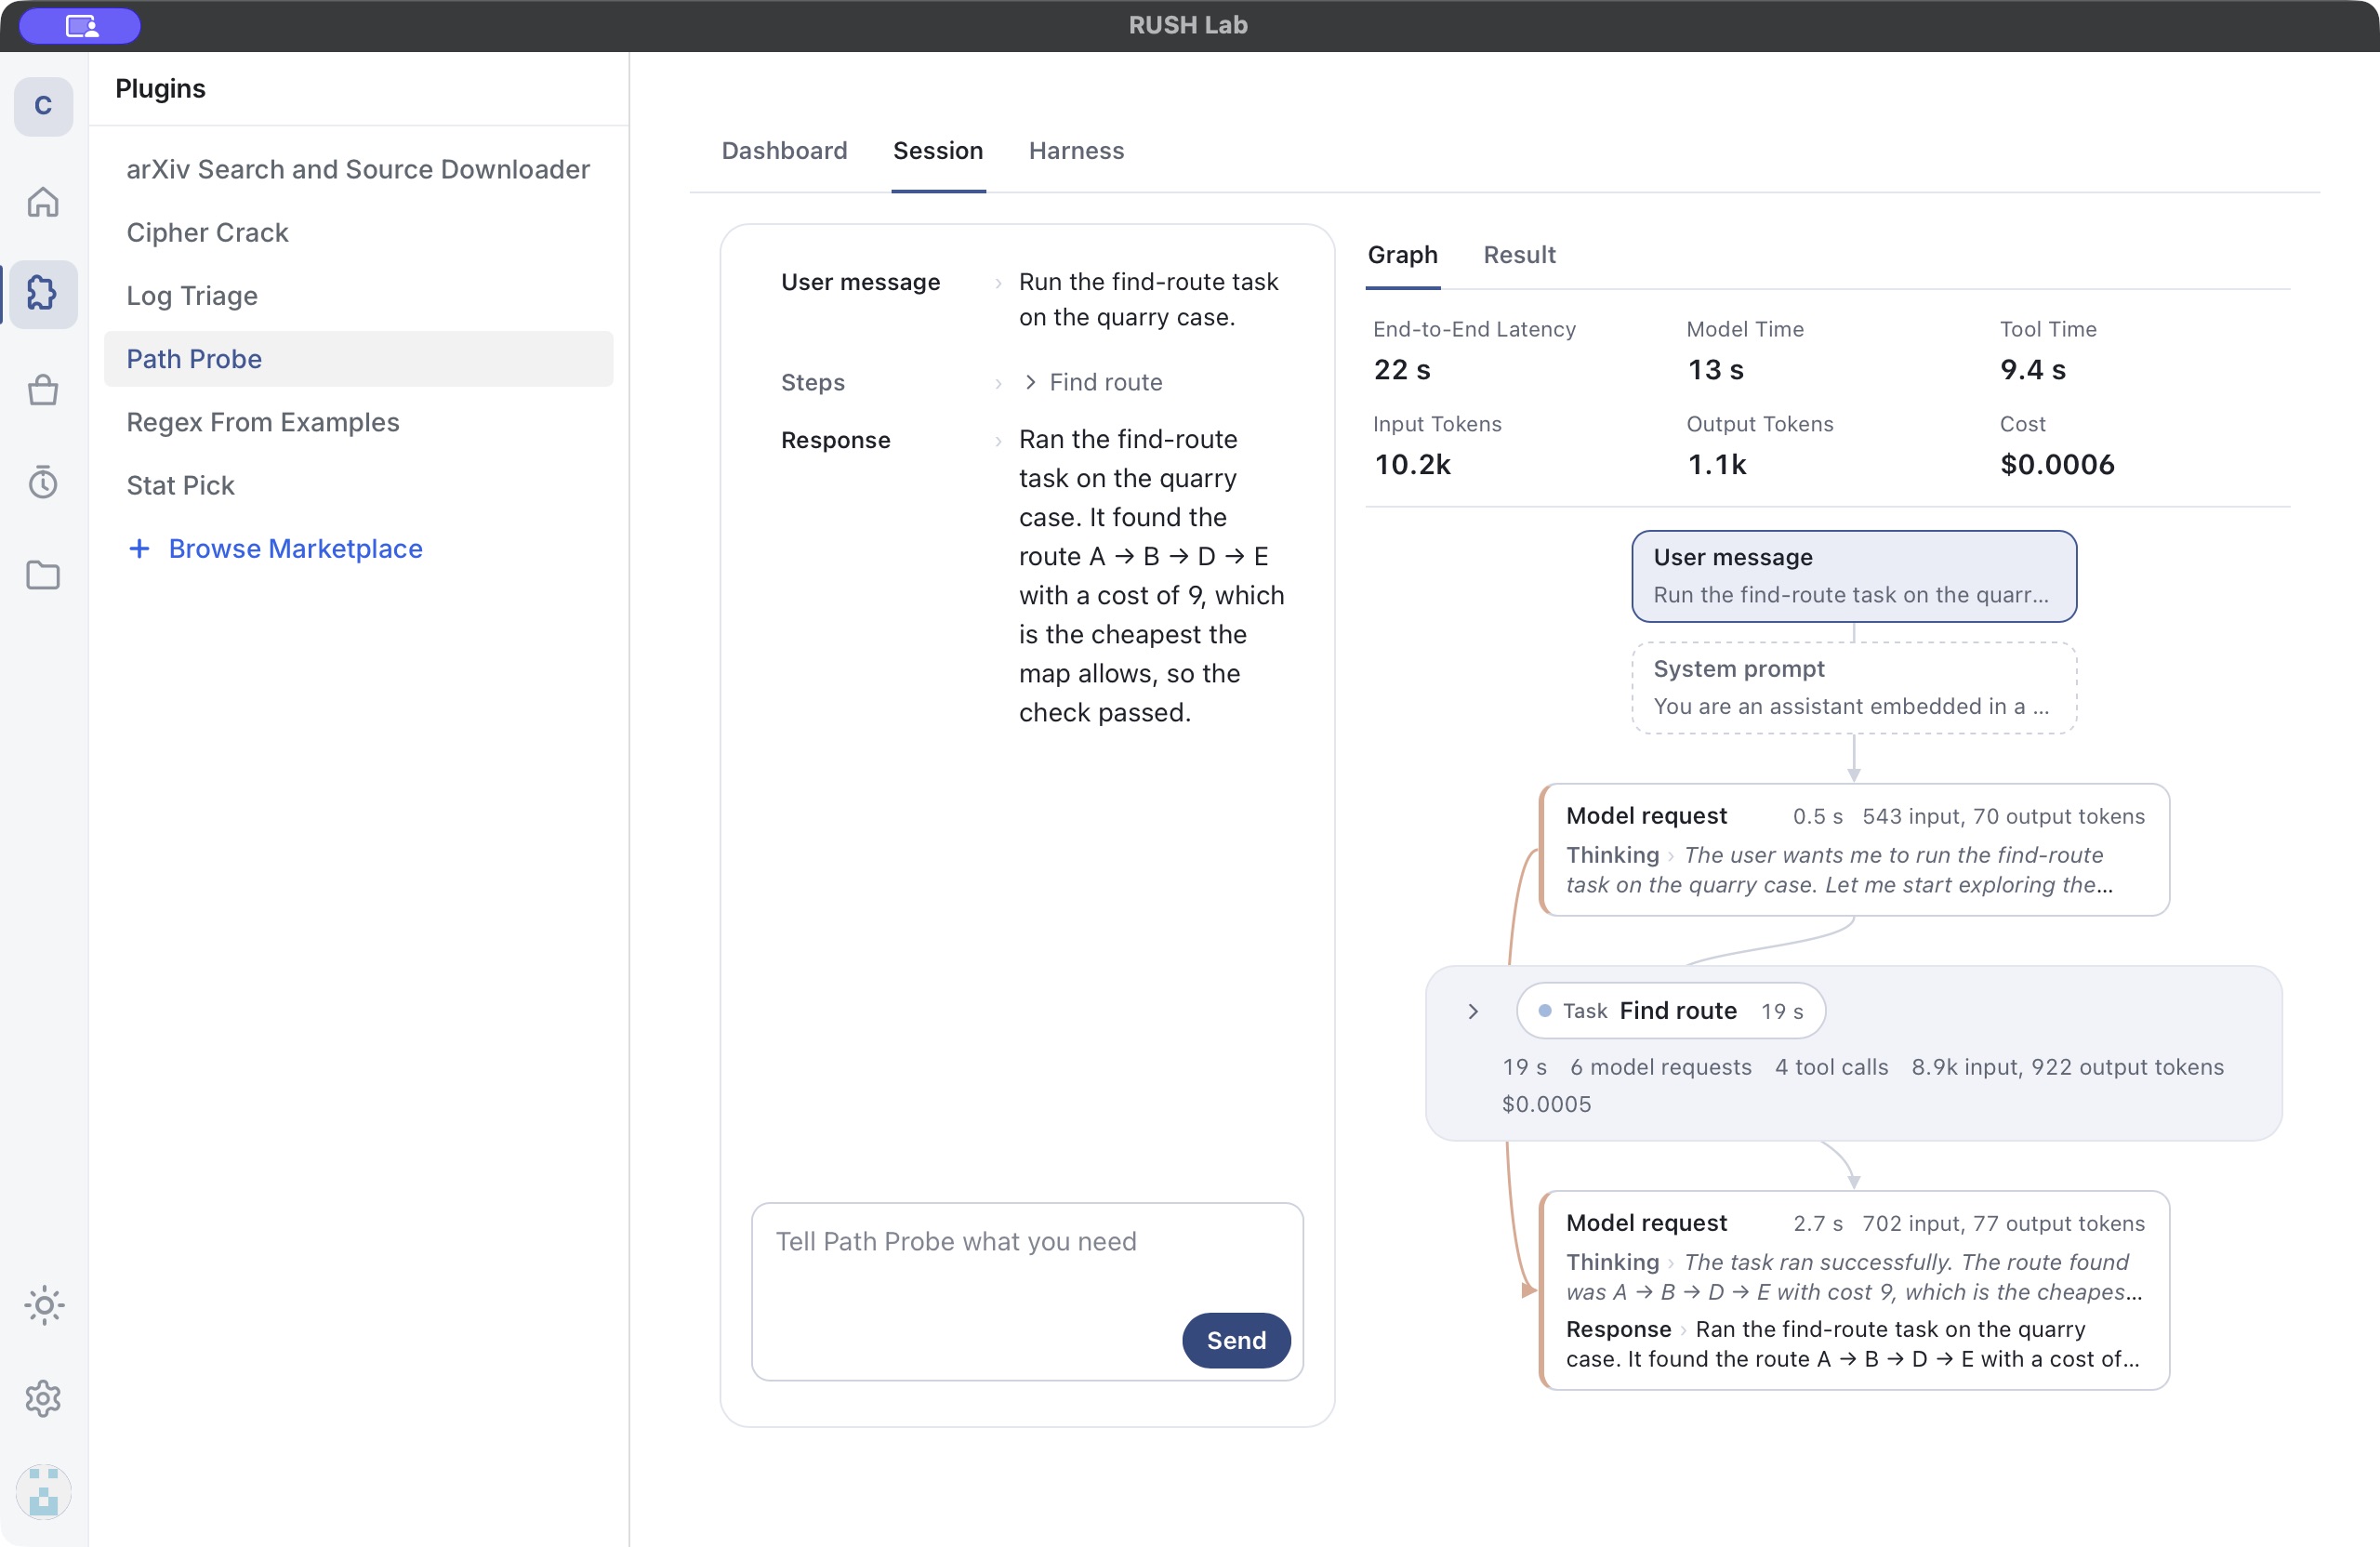 RUSH Lab
C
Plugins
arXiv Search and Source Downloader
Cipher Crack
Log Triage
Path Probe
Regex From Examples
Stat Pick
+ Browse Marketplace
Dashboard Session Harness
User message › Run the find-route task
on the quarry case.
Steps › > Find route
Response › Ran the find-route
task on the quarry
case. It found the
route A → B → D → E
with a cost of 9, which
is the cheapest the
map allows, so the
check passed.
Tell Path Probe what you need
Send
Graph Result
End-to-End Latency Model Time Tool Time
22 s 13 s 9.4 s
Input Tokens Output Tokens Cost
10.2k 1.1k $0.0006
User message
Run the find-route task on the quarr...
System prompt
You are an assistant embedded in a ...
Model request 0.5 s 543 input, 70 output tokens
Thinking › The user wants me to run the find-route
task on the quarry case. Let me start exploring the...
> Task Find route 19 s
19 s 6 model requests 4 tool calls 8.9k input, 922 output tokens
$0.0005
Model request 2.7 s 702 input, 77 output tokens
Thinking › The task ran successfully. The route found
was A → B → D → E with cost 9, which is the cheapes...
Response › Ran the find-route task on the quarry
case. It found the route A → B → D → E with a cost of...